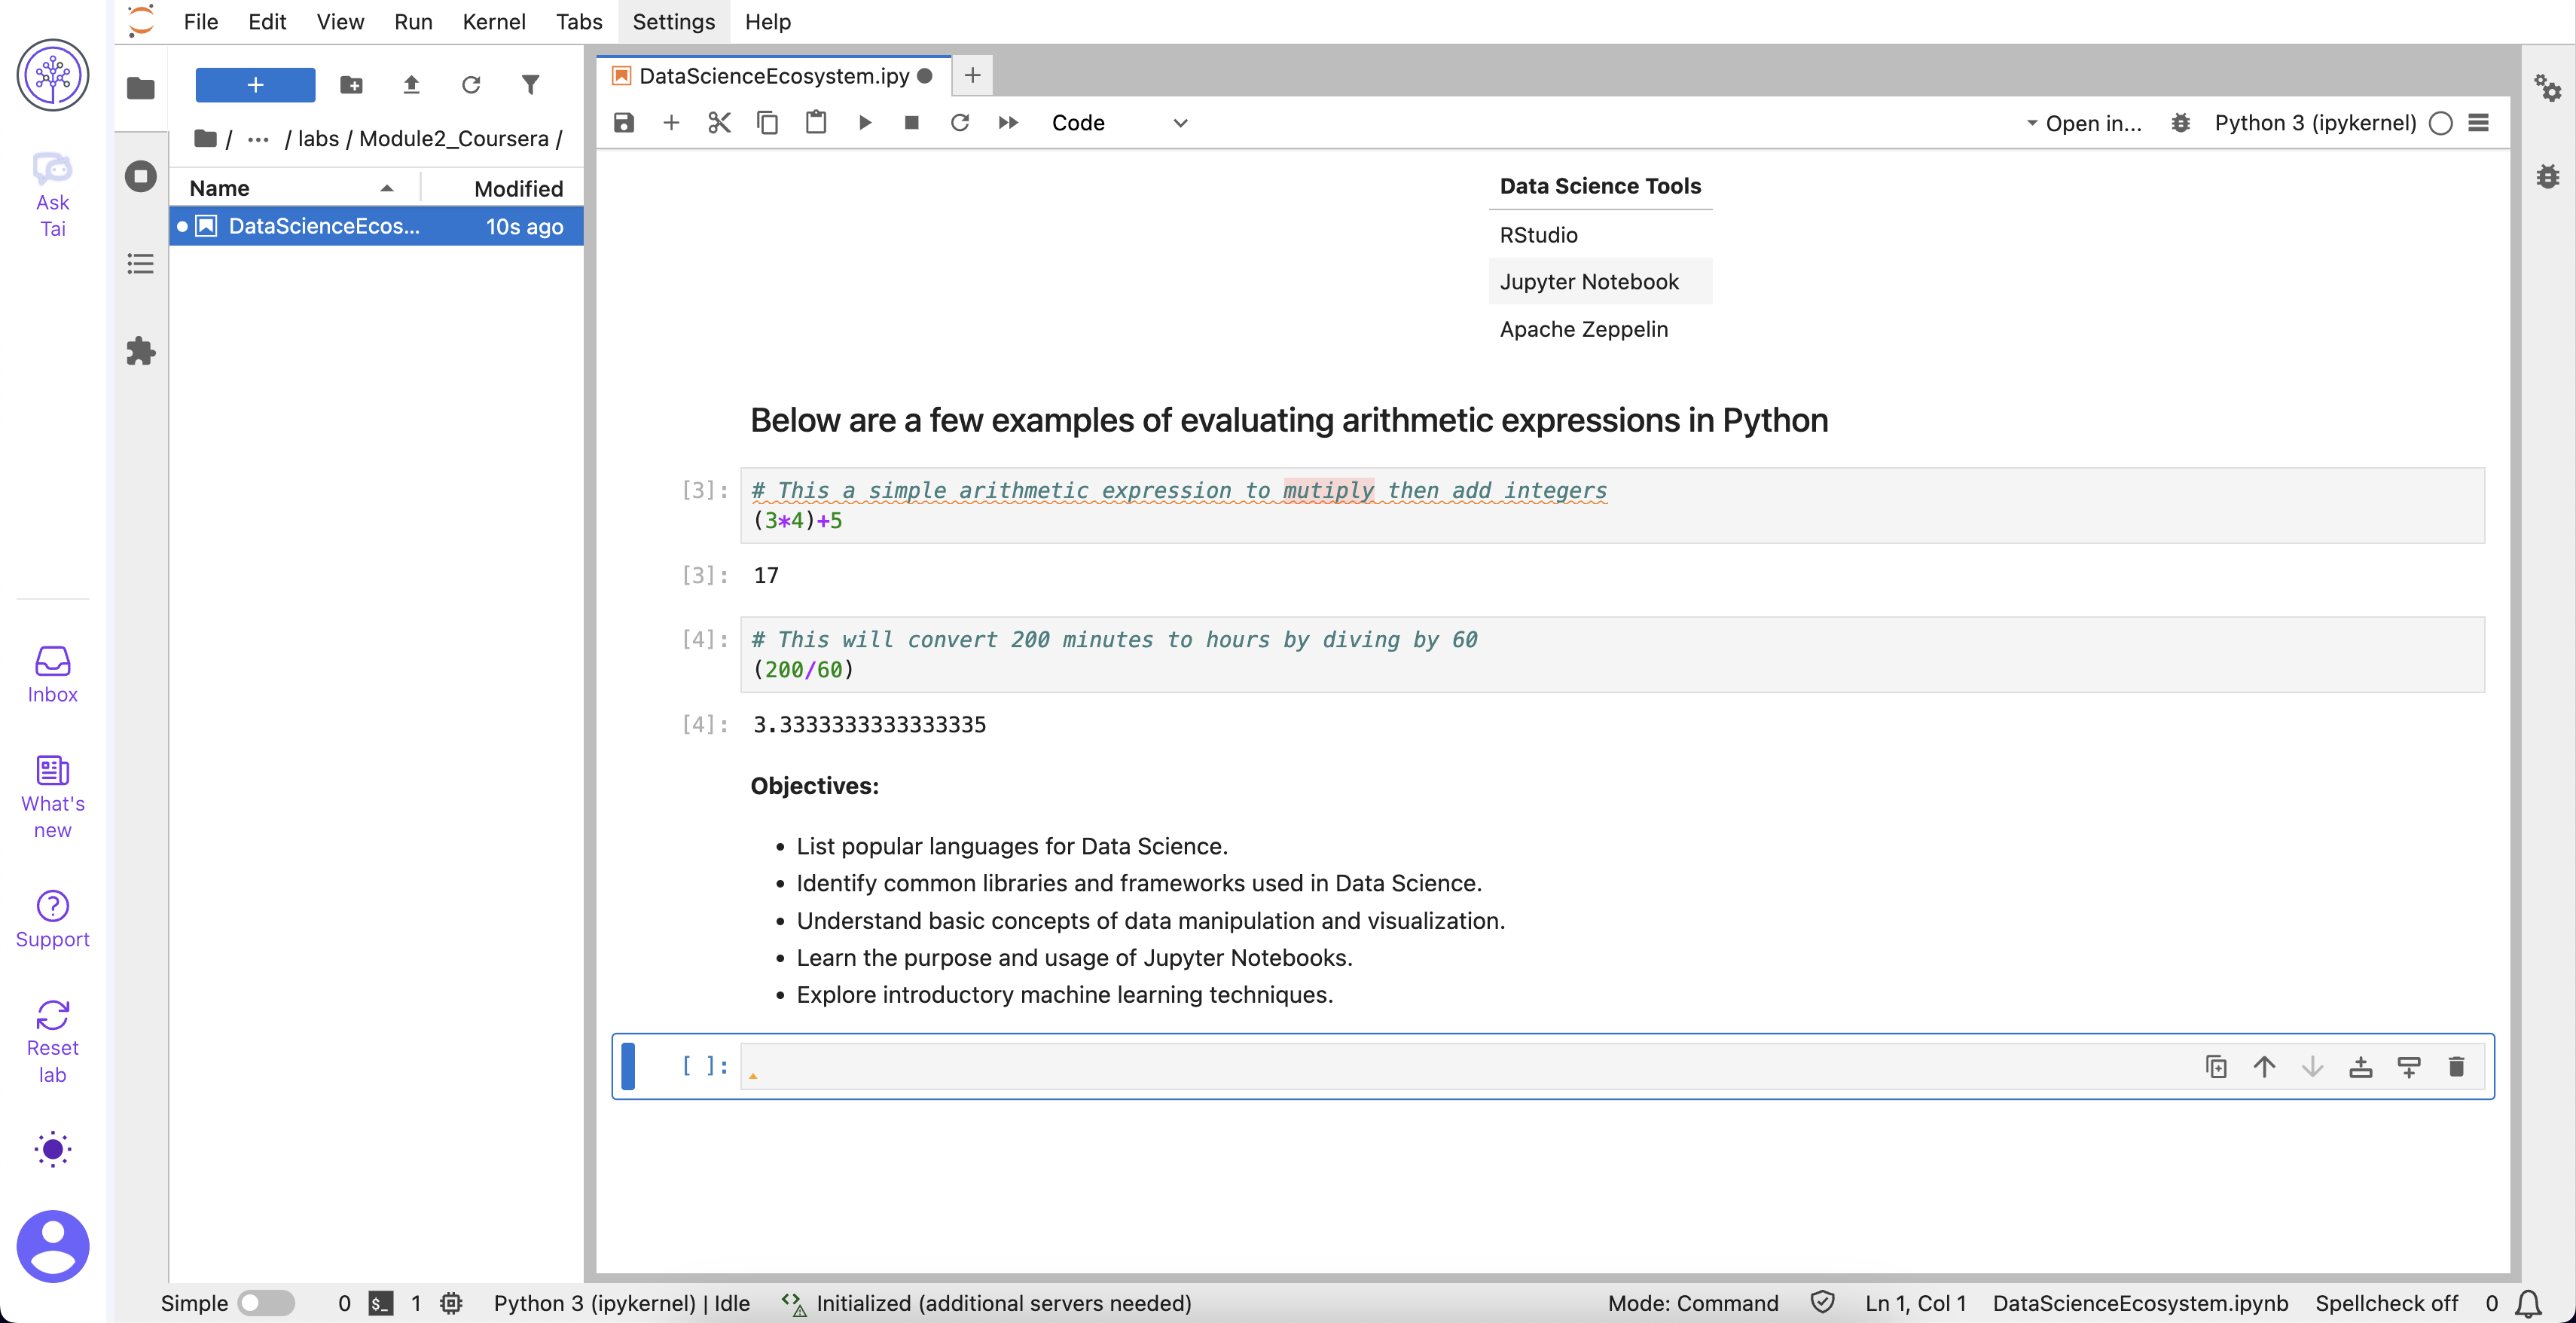 File Edit View Run Kernel Tabs Settings Help
Ask
Tai
Inbox
What's
new
Support
Reset
lab
+
/ ··· / labs / Module2_Coursera /
Name Modified
DataScienceEcos... 10s ago
DataScienceEcosystem.ipy
Code
Open in... Python 3 (ipykernel)
Data Science Tools
RStudio
Jupyter Notebook
Apache Zeppelin
Below are a few examples of evaluating arithmetic expressions in Python
[3]: # This a simple arithmetic expression to mutiply then add integers
(3*4)+5
[3]: 17
[4]: # This will convert 200 minutes to hours by diving by 60
(200/60)
[4]: 3.3333333333333335
Objectives:
• List popular languages for Data Science.
• Identify common libraries and frameworks used in Data Science.
• Understand basic concepts of data manipulation and visualization.
• Learn the purpose and usage of Jupyter Notebooks.
• Explore introductory machine learning techniques.
[ ]:
Simple 0 $_ 1 Python 3 (ipykernel) | Idle Initialized (additional servers needed) Mode: Command Ln 1, Col 1 DataScienceEcosystem.ipynb Spellcheck off 0